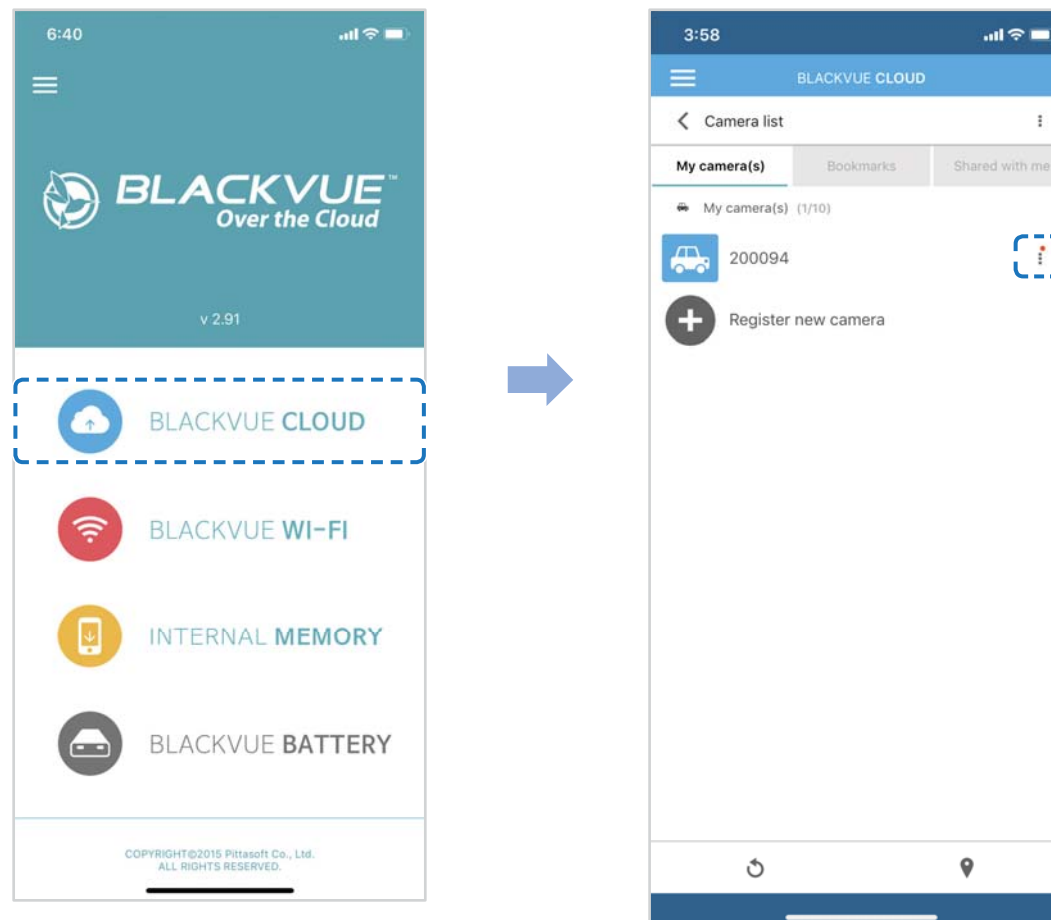 6:40
BLACKVUE™
Over the Cloud
v 2.91
BLACKVUE CLOUD
BLACKVUE WI-FI
INTERNAL MEMORY
BLACKVUE BATTERY
COPYRIGHT©2015 Pittasoft Co., Ltd.
ALL RIGHTS RESERVED.
3:58
BLACKVUE CLOUD
Camera list
My camera(s) Bookmarks Shared with me
My camera(s) (1/10)
200094
Register new camera